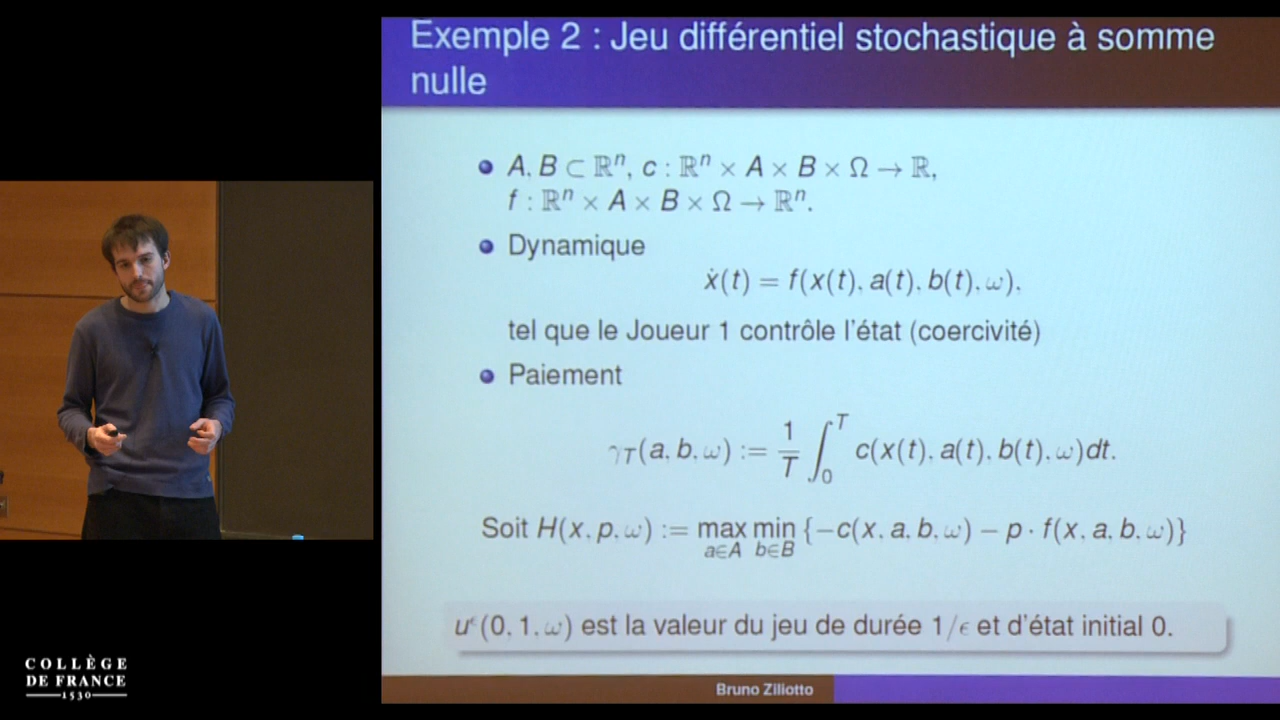 Exemple 2 : Jeu différentiel stochastique à somme
nulle
A, B ⊂ ℝⁿ, c : ℝⁿ × A × B × Ω → ℝ,
f : ℝⁿ × A × B × Ω → ℝⁿ.
Dynamique
ẋ(t) = f(x(t), a(t), b(t), ω),
tel que le Joueur 1 contrôle l'état (coercivité)
Paiement
γ_T(a, b, ω) := 1/T ∫₀ᵀ c(x(t), a(t), b(t), ω)dt.
Soit H(x, p, ω) := max_{a∈A} min_{b∈B} {−c(x, a, b, ω) − p · f(x, a, b, ω)}
u^ε(0, 1, ω) est la valeur du jeu de durée 1/ε et d'état initial 0.
Bruno Ziliotto
COLLÈGE
DE FRANCE
1530